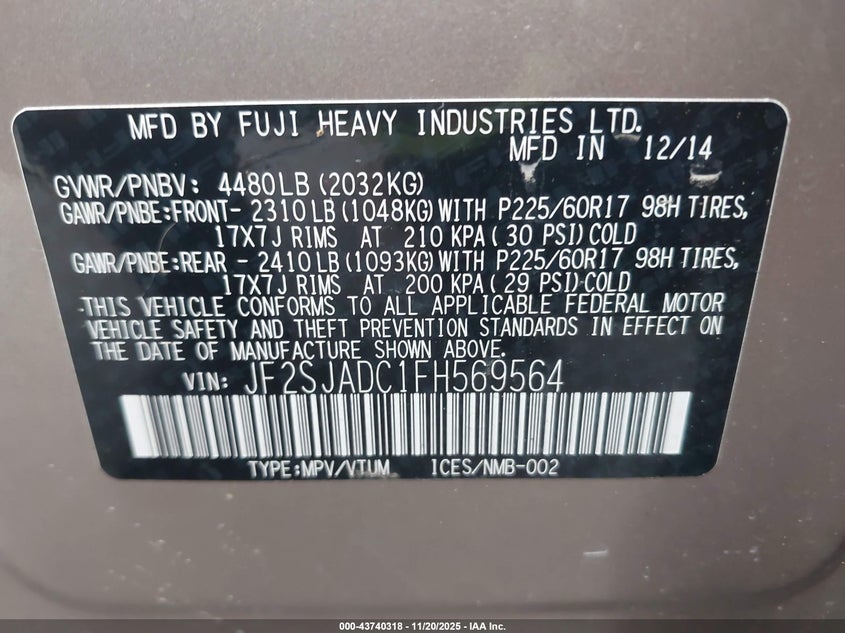 MFD BY FUJI HEAVY INDUSTRIES LTD.
MFD IN 12/14
GVWR/PNBV: 4480LB (2032KG)
GAWR/PNBE:FRONT- 2310LB (1048KG) WITH P225/60R17 98H TIRES,
17X7J RIMS AT 210 KPA( 30 PSI) COLD
GAWR/PNBE:REAR - 2410LB (1093KG) WITH P225/60R17 98H TIRES,
17X7J RIMS AT 200 KPA ( 29 PSI) COLD
THIS VEHICLE CONFORMS TO ALL APPLICABLE FEDERAL MOTOR
VEHICLE SAFETY AND THEFT PREVENTION STANDARDS IN EFFECT ON
THE DATE OF MANUFACTURE SHOWN ABOVE.
VIN: JF2SJADC1FH569564
TYPE:MPV/VTUM ICES/NMB-002
000-43740318 - 11/20/2025 - IAA Inc.